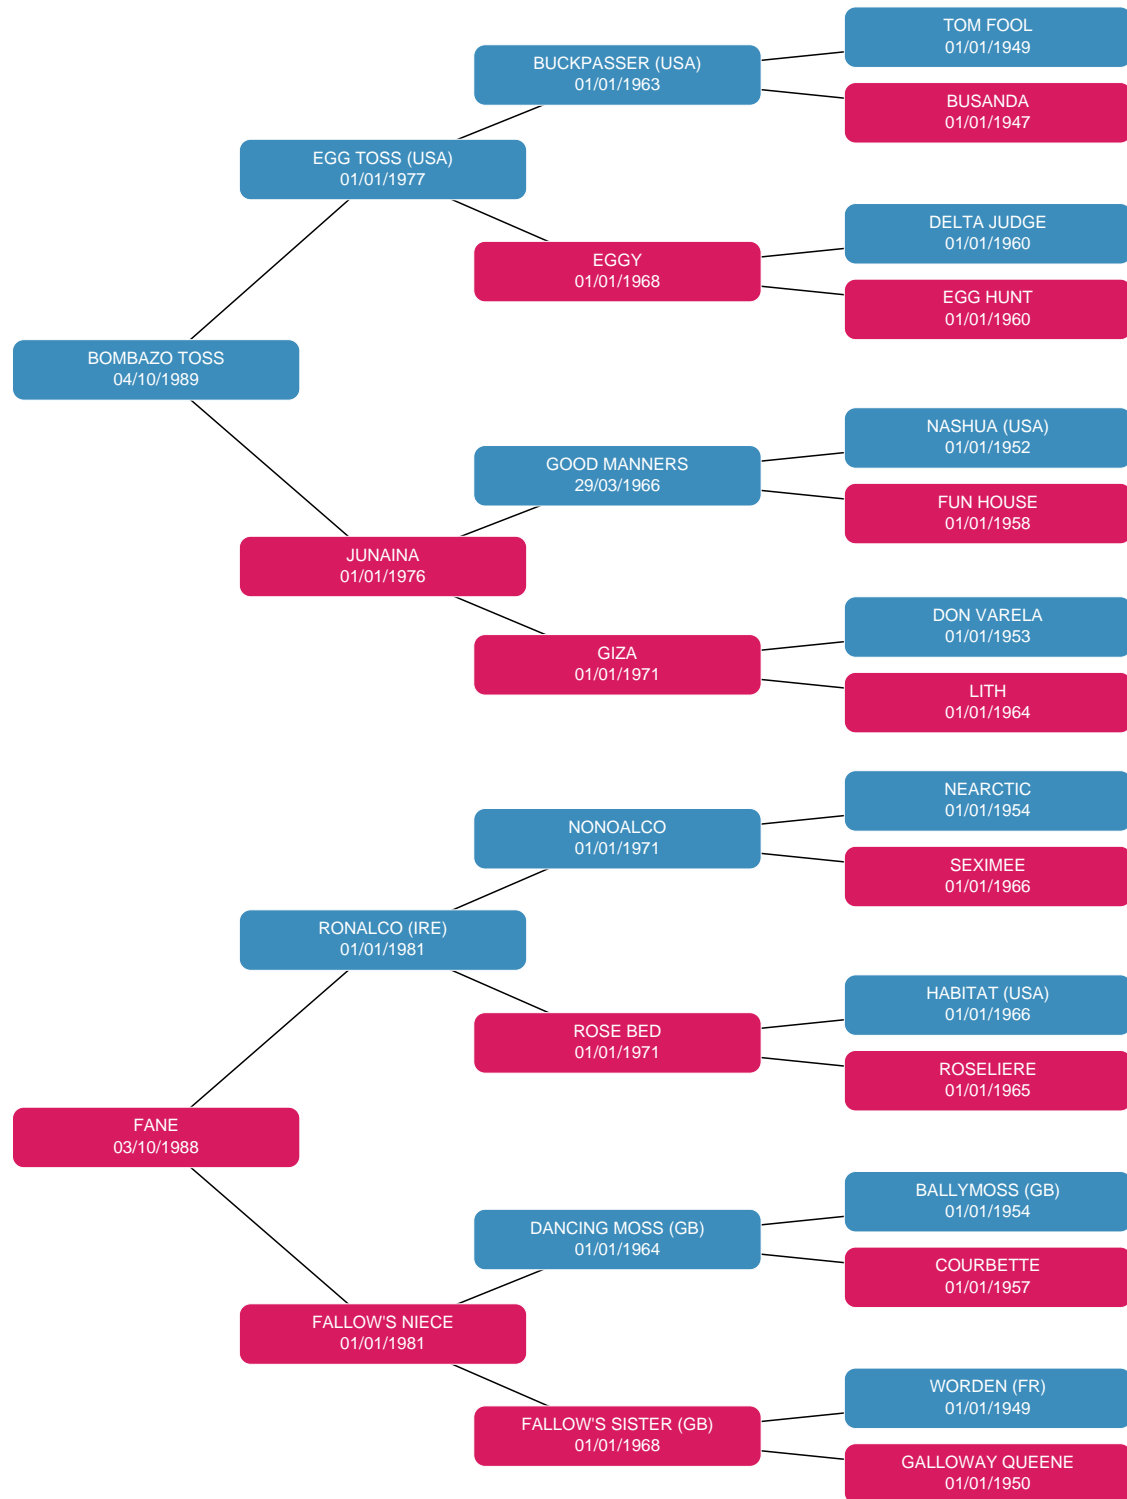 TOM FOOL
01/01/1949
BUCKPASSER (USA)
01/01/1963
BUSANDA
01/01/1947
EGG TOSS (USA)
01/01/1977
DELTA JUDGE
01/01/1960
EGGY
01/01/1968
EGG HUNT
01/01/1960
BOMBAZO TOSS
04/10/1989
NASHUA (USA)
01/01/1952
GOOD MANNERS
29/03/1966
FUN HOUSE
01/01/1958
JUNAINA
01/01/1976
DON VARELA
01/01/1953
GIZA
01/01/1971
LITH
01/01/1964
NEARCTIC
01/01/1954
NONOALCO
01/01/1971
SEXIMEE
01/01/1966
RONALCO (IRE)
01/01/1981
HABITAT (USA)
01/01/1966
ROSE BED
01/01/1971
ROSELIERE
01/01/1965
FANE
03/10/1988
BALLYMOSS (GB)
01/01/1954
DANCING MOSS (GB)
01/01/1964
COURBETTE
01/01/1957
FALLOW'S NIECE
01/01/1981
WORDEN (FR)
01/01/1949
FALLOW'S SISTER (GB)
01/01/1968
GALLOWAY QUEENE
01/01/1950